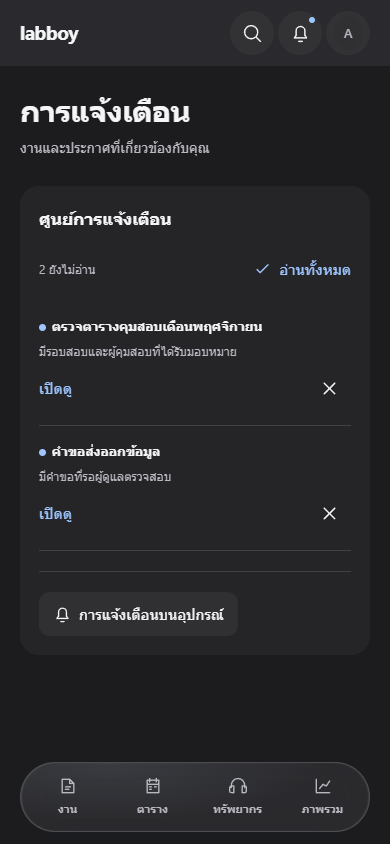 labboy
A
การแจ้งเตือน
งานและประกาศที่เกี่ยวข้องกับคุณ
ศูนย์การแจ้งเตือน
2 ยังไม่อ่าน
อ่านทั้งหมด
ตรวจตารางคุมสอบเดือนพฤศจิกายน
มีรอบสอบและผู้คุมสอบที่ได้รับมอบหมาย
เปิดดู
คำขอส่งออกข้อมูล
มีคำขอที่รอผู้ดูแลตรวจสอบ
เปิดดู
การแจ้งเตือนบนอุปกรณ์
งาน ตาราง ทรัพยากร ภาพรวม